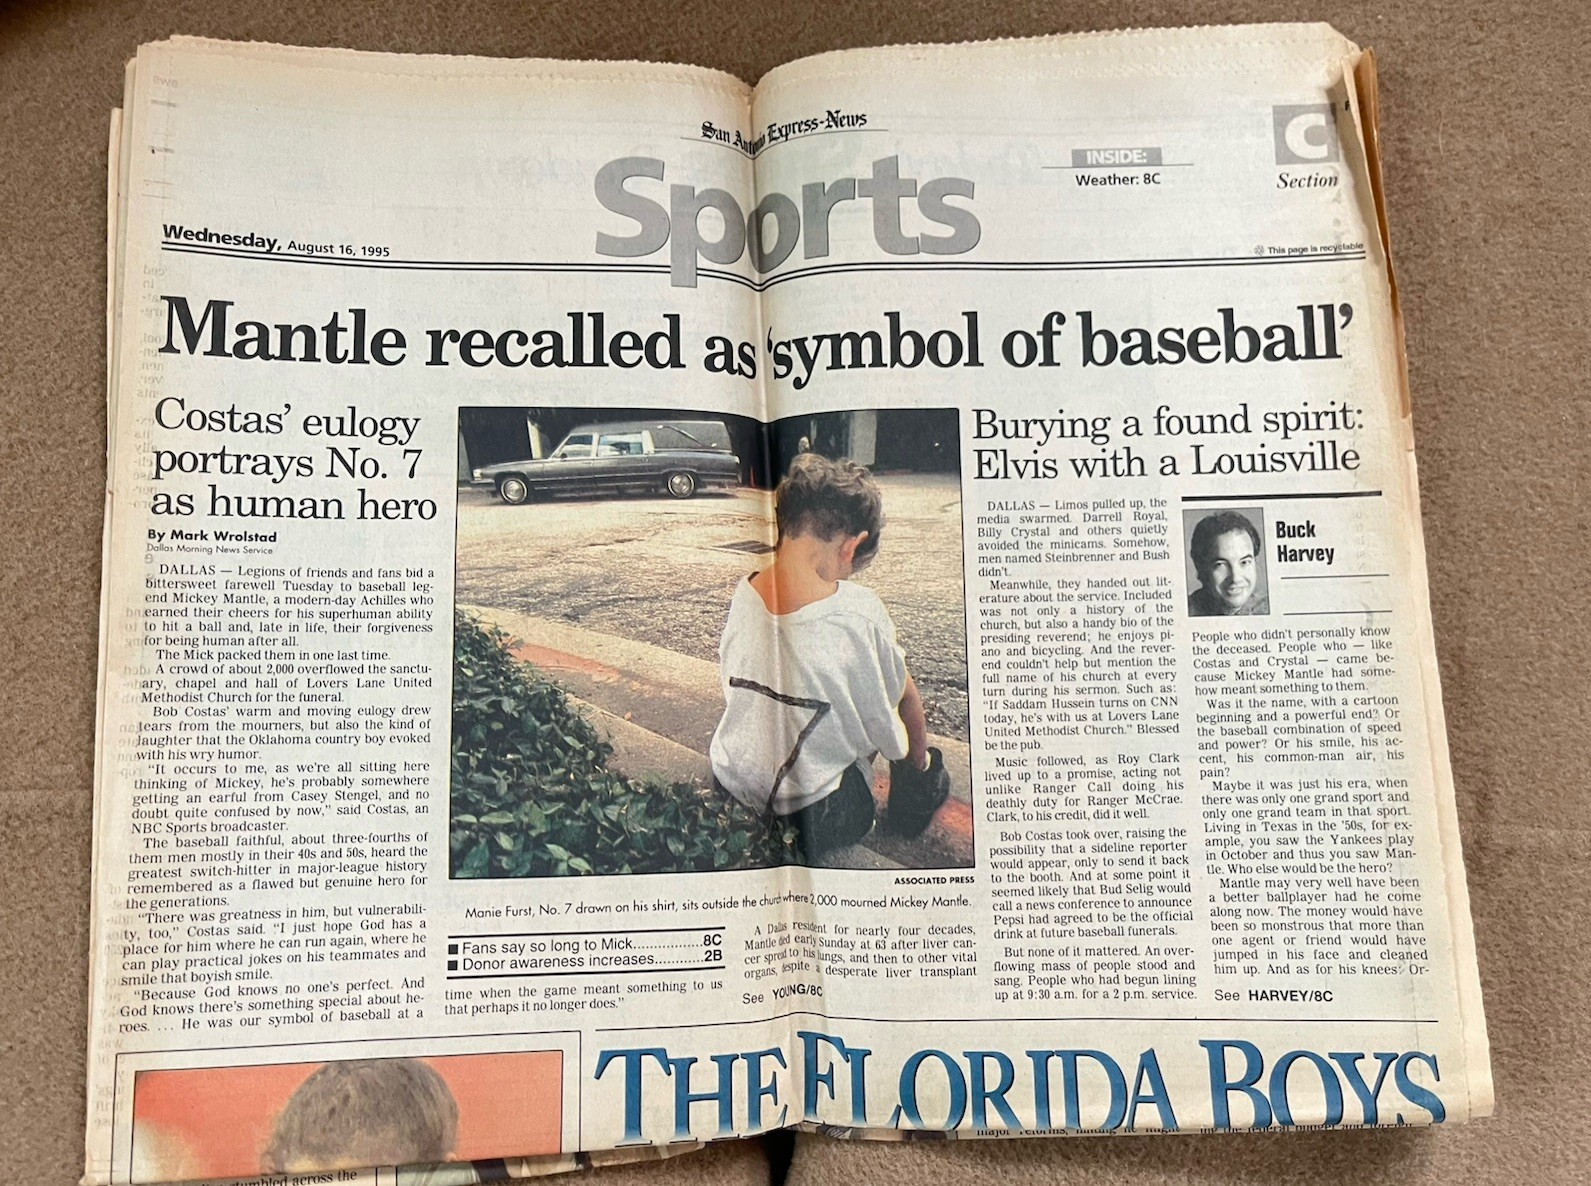 San Antonio Express-News
Sports
INSIDE:
Weather: 8C
C
Section
Wednesday, August 16, 1995
This page is recyclable
Mantle recalled as 'symbol of baseball'
Costas' eulogy
portrays No. 7
as human hero
By Mark Wrolstad
Dallas Morning News Service
DALLAS — Legions of friends and fans bid a
bittersweet farewell Tuesday to baseball leg-
end Mickey Mantle, a modern-day Achilles who
earned their cheers for his superhuman ability
to hit a ball and, late in life, their forgiveness
for being human after all.
The Mick packed them in one last time.
A crowd of about 2,000 overflowed the sanctu-
ary, chapel and hall of Lovers Lane United
Methodist Church for the funeral.
Bob Costas' warm and moving eulogy drew
tears from the mourners, but also the kind of
laughter that the Oklahoma country boy evoked
with his wry humor.
"It occurs to me, as we're all sitting here
thinking of Mickey, he's probably somewhere
getting an earful from Casey Stengel, and no
doubt quite confused by now," said Costas, an
NBC Sports broadcaster.
The baseball faithful, about three-fourths of
them men mostly in their 40s and 50s, heard the
greatest switch-hitter in major-league history
remembered as a flawed but genuine hero for
the generations.
"There was greatness in him, but vulnerabili-
ty, too," Costas said. "I just hope God has a
place for him where he can run again, where he
can play practical jokes on his teammates and
smile that boyish smile.
"Because God knows no one's perfect. And
God knows there's something special about he-
roes. ... He was our symbol of baseball at a
7
ASSOCIATED PRESS
Manie Furst, No. 7 drawn on his shirt, sits outside the church where 2,000 mourned Mickey Mantle.
Fans say so long to Mick.................8C
Donor awareness increases............2B
time when the game meant something to us
that perhaps it no longer does."
A Dallas resident for nearly four decades,
Mantle died early Sunday at 63 after liver can-
cer spread to his lungs, and then to other vital
organs, despite a desperate liver transplant
See YOUNG/8C
Burying a found spirit:
Elvis with a Louisville
Buck
Harvey
DALLAS — Limos pulled up, the
media swarmed. Darrell Royal,
Billy Crystal and others quietly
avoided the minicams. Somehow,
men named Steinbrenner and Bush
didn't.
Meanwhile, they handed out lit-
erature about the service. Included
was not only a history of the
church, but also a handy bio of the
presiding reverend; he enjoys pi-
ano and bicycling. And the rever-
end couldn't help but mention the
full name of his church at every
turn during his sermon. Such as:
"If Saddam Hussein turns on CNN
today, he's with us at Lovers Lane
United Methodist Church." Blessed
be the pub.
Music followed, as Roy Clark
lived up to a promise, acting not
unlike Ranger Call doing his
deathly duty for Ranger McCrae.
Clark, to his credit, did it well.
Bob Costas took over, raising the
possibility that a sideline reporter
would appear, only to send it back
to the booth. And at some point it
seemed likely that Bud Selig would
call a news conference to announce
Pepsi had agreed to be the official
drink at future baseball funerals.
But none of it mattered. An over-
flowing mass of people stood and
sang. People who had begun lining
up at 9:30 a.m. for a 2 p.m. service.
People who didn't personally know
the deceased. People who — like
Costas and Crystal — came be-
cause Mickey Mantle had some-
how meant something to them.
Was it the name, with a cartoon
beginning and a powerful end? Or
the baseball combination of speed
and power? Or his smile, his ac-
cent, his common-man air, his
pain?
Maybe it was just his era, when
there was only one grand sport and
only one grand team in that sport.
Living in Texas in the '50s, for ex-
ample, you saw the Yankees play
in October and thus you saw Man-
tle. Who else would be the hero?
Mantle may very well have been
a better ballplayer had he come
along now. The money would have
been so monstrous that more than
one agent or friend would have
jumped in his face and cleaned
him up. And as for his knees? Or-
See HARVEY/8C
THE FLORIDA BOYS
stumbled across the